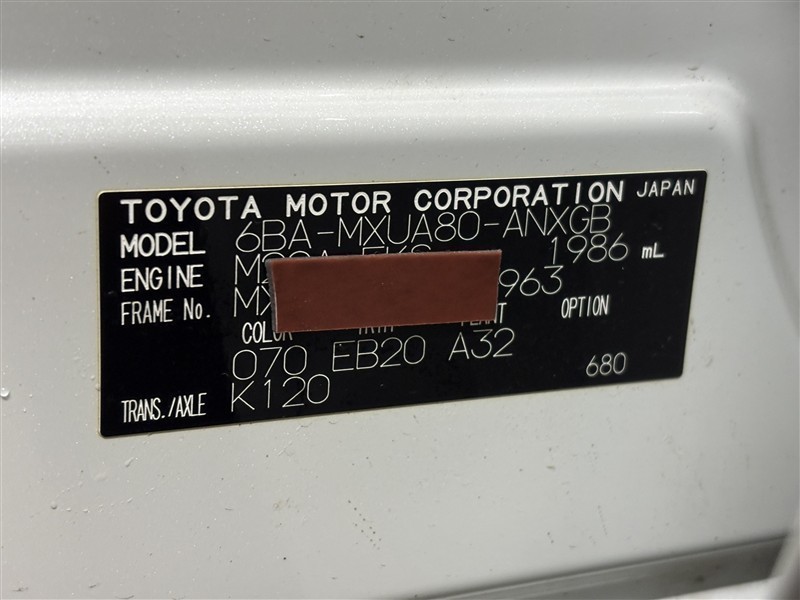 TOYOTA MOTOR CORPORATION JAPAN
MODEL 6BA-MXUA80-ANXGB
ENGINE 1986 mL
FRAME No. MX 963
COLOR OPTION
070 EB20 A32
680
TRANS./AXLE K120